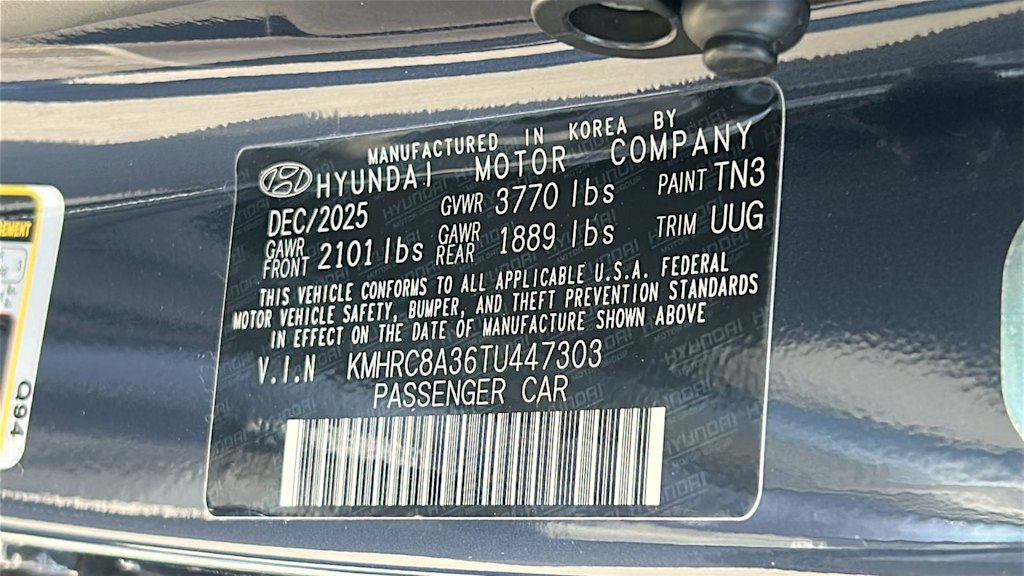 MANUFACTURED IN KOREA BY
HYUNDAI MOTOR COMPANY
DEC/2025 GVWR 3770 lbs PAINT TN3
GAWR FRONT 2101 lbs GAWR REAR 1889 lbs TRIM UUG
THIS VEHICLE CONFORMS TO ALL APPLICABLE U.S.A. FEDERAL
MOTOR VEHICLE SAFETY, BUMPER, AND THEFT PREVENTION STANDARDS
IN EFFECT ON THE DATE OF MANUFACTURE SHOWN ABOVE
V.I.N KMHRC8A36TU447303
PASSENGER CAR
Q94